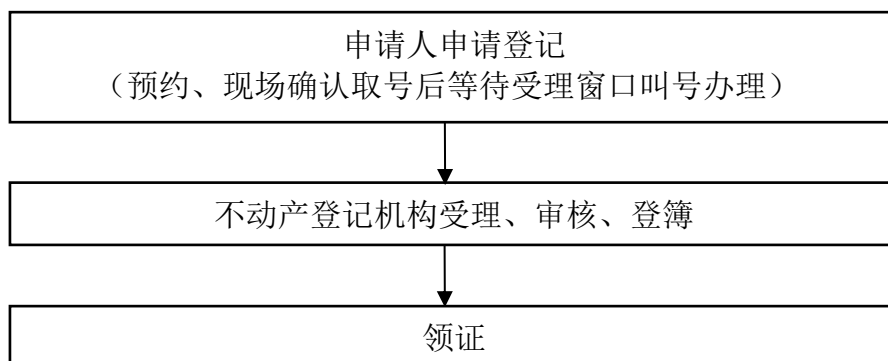 申请人申请登记
（预约、现场确认取号后等待受理窗口叫号办理）
不动产登记机构受理、审核、登簿
领证